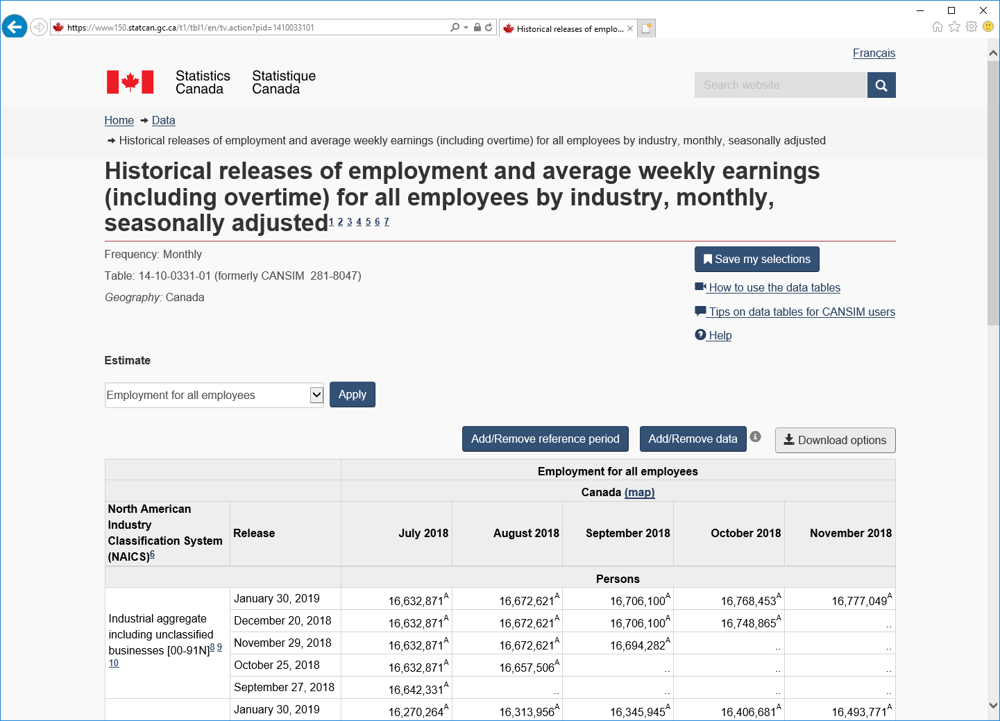 https://www150.statcan.gc.ca/t1/tbl1/en/tv.action?pid=1410033101
Historical releases of emplo...
Français
Statistics Canada
Statistique Canada
Search website
Home ➔ Data
➔ Historical releases of employment and average weekly earnings (including overtime) for all employees by industry, monthly, seasonally adjusted
Historical releases of employment and average weekly earnings
(including overtime) for all employees by industry, monthly,
seasonally adjusted1 2 3 4 5 6 7
Frequency: Monthly
Table: 14-10-0331-01 (formerly CANSIM 281-8047)
Geography: Canada
Save my selections
How to use the data tables
Tips on data tables for CANSIM users
Help
Estimate
Employment for all employees
Apply
Add/Remove reference period
Add/Remove data
Download options
Employment for all employees
Canada (map)
North American
Industry
Classification System
(NAICS)6
Release
July 2018
August 2018
September 2018
October 2018
November 2018
Persons
Industrial aggregate
including unclassified
businesses [00-91N]8 9
10
January 30, 2019 16,632,871A 16,672,621A 16,706,100A 16,768,453A 16,777,049A
December 20, 2018 16,632,871A 16,672,621A 16,706,100A 16,748,865A ..
November 29, 2018 16,632,871A 16,672,621A 16,694,282A .. ..
October 25, 2018 16,632,871A 16,657,506A .. .. ..
September 27, 2018 16,642,331A .. .. .. ..
January 30, 2019 16,270,264A 16,313,956A 16,345,945A 16,406,681A 16,493,771A